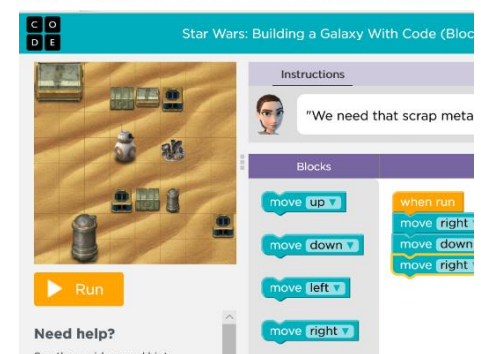 C O
D E
Star Wars: Building a Galaxy With Code (Bloc
Instructions
"We need that scrap meta
Blocks
move up
move down
move left
move right
when run
move right
move down
move right
Run
Need help?